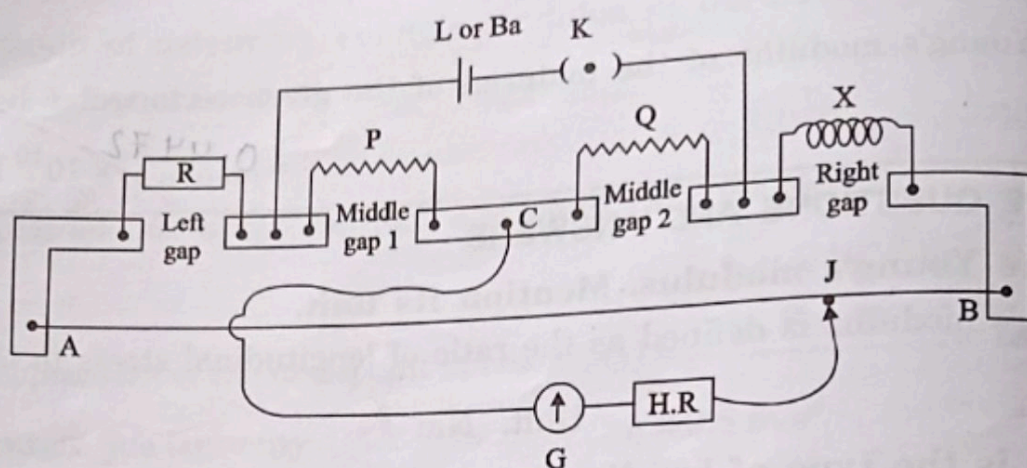 L or Ba K
P Q X
R
Left gap
Middle gap 1
C
Middle gap 2
Right gap
A
J
B
G
H.R